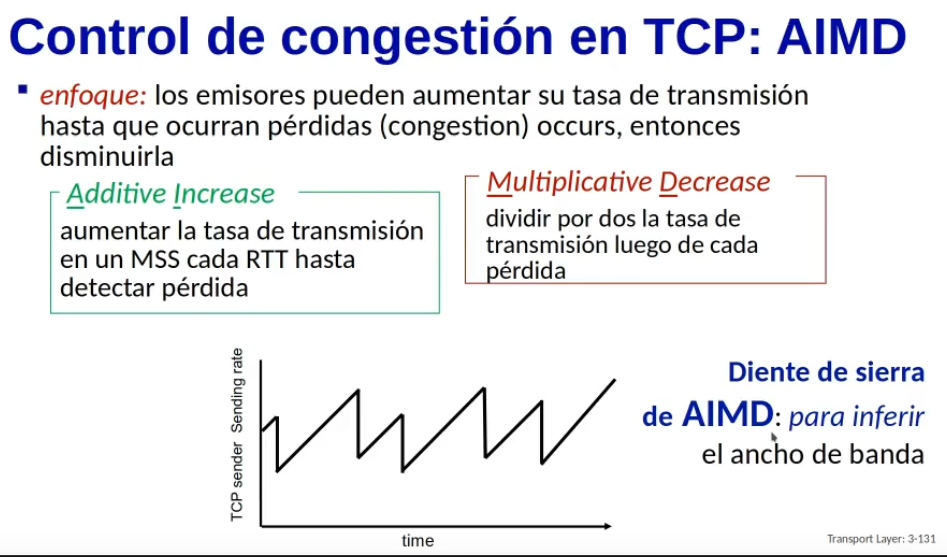 Control de congestión en TCP: AIMD
enfoque: los emisores pueden aumentar su tasa de transmisión
hasta que ocurran pérdidas (congestion) occurs, entonces
disminuirla
Additive Increase
aumentar la tasa de transmisión
en un MSS cada RTT hasta
detectar pérdida
Multiplicative Decrease
dividir por dos la tasa de
transmisión luego de cada
pérdida
TCP sender Sending rate
time
Diente de sierra
de AIMD: para inferir
el ancho de banda
Transport Layer: 3-131